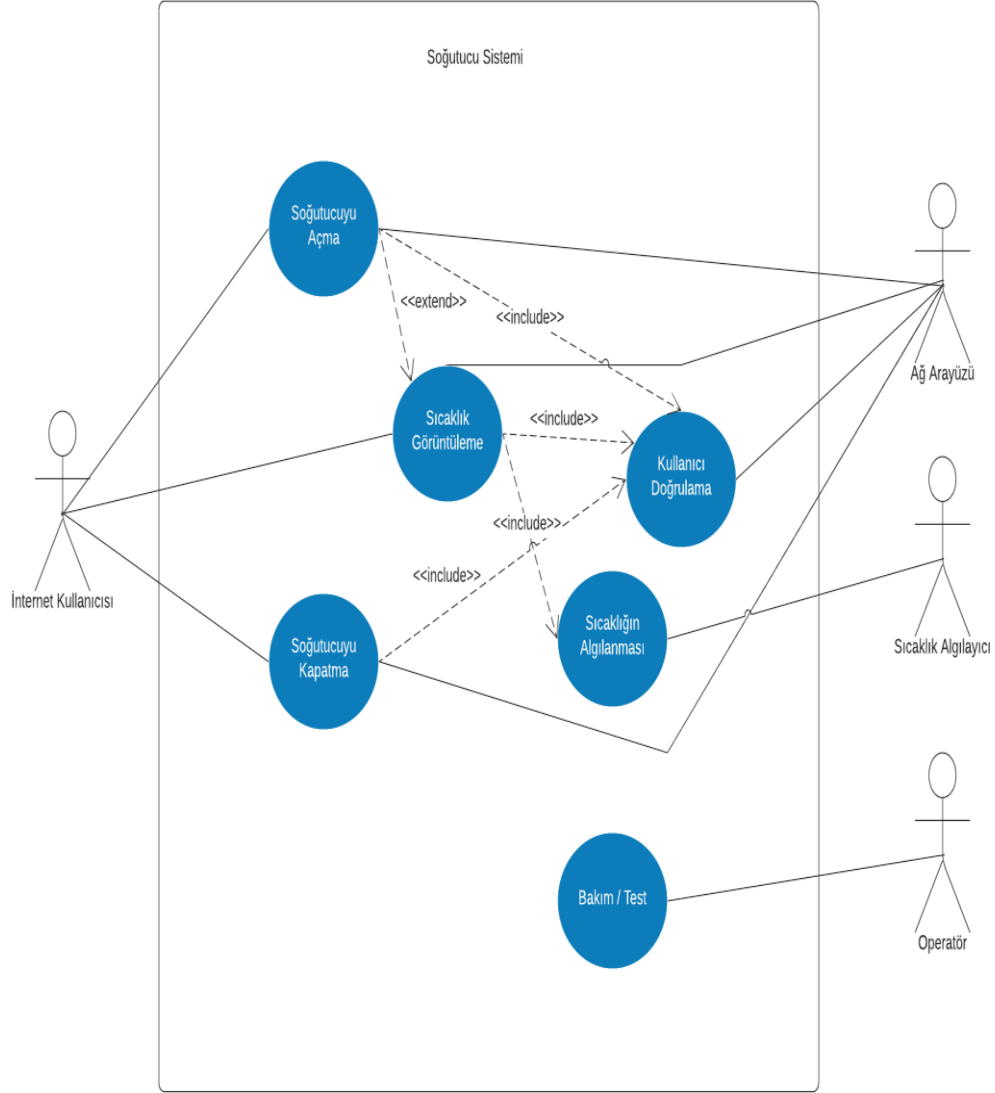 Soğutucu Sistemi
Soğutucuyu
Açma
<<extend>>
<<include>>
Ağ Arayüzü
Sıcaklık
Görüntüleme
<<include>>
Kullanıcı
Doğrulama
<<include>>
<<include>>
İnternet Kullanıcısı
Soğutucuyu
Kapatma
Sıcaklığın
Algılanması
Sıcaklık Algılayıcı
Bakım / Test
Operatör